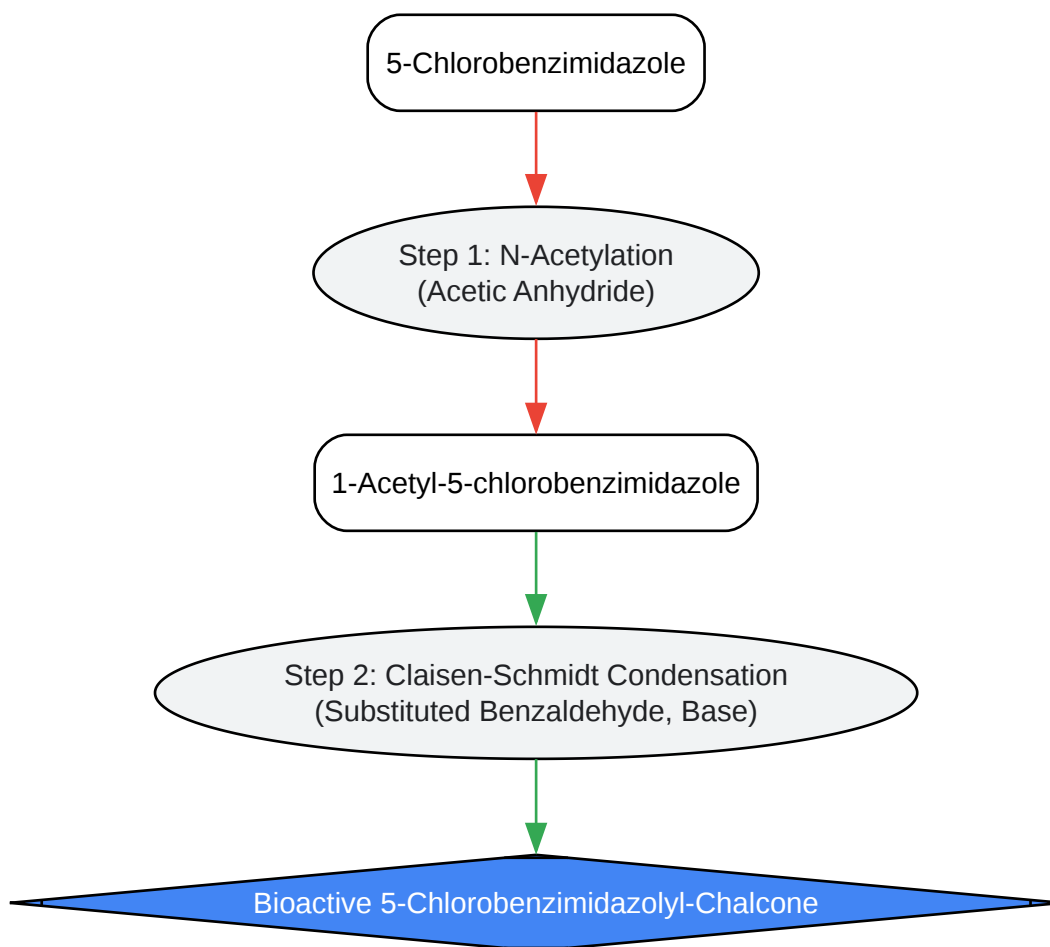 5-Chlorobenzimidazole
Step 1: N-Acetylation
(Acetic Anhydride)
1-Acetyl-5-chlorobenzimidazole
Step 2: Claisen-Schmidt Condensation
(Substituted Benzaldehyde, Base)
Bioactive 5-Chlorobenzimidazolyl-Chalcone